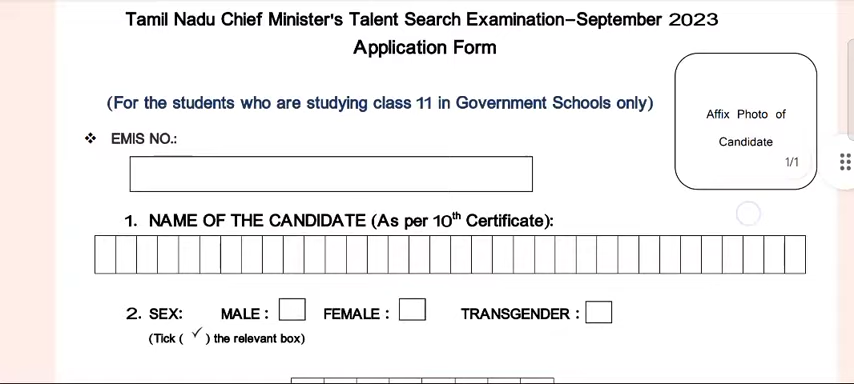 Tamil Nadu Chief Minister's Talent Search Examination–September 2023
Application Form
(For the students who are studying class 11 in Government Schools only)
Affix Photo of
Candidate
1/1
❖ EMIS NO.:
1. NAME OF THE CANDIDATE (As per 10th Certificate):
2. SEX: MALE : FEMALE : TRANSGENDER :
(Tick ( ✓ ) the relevant box)